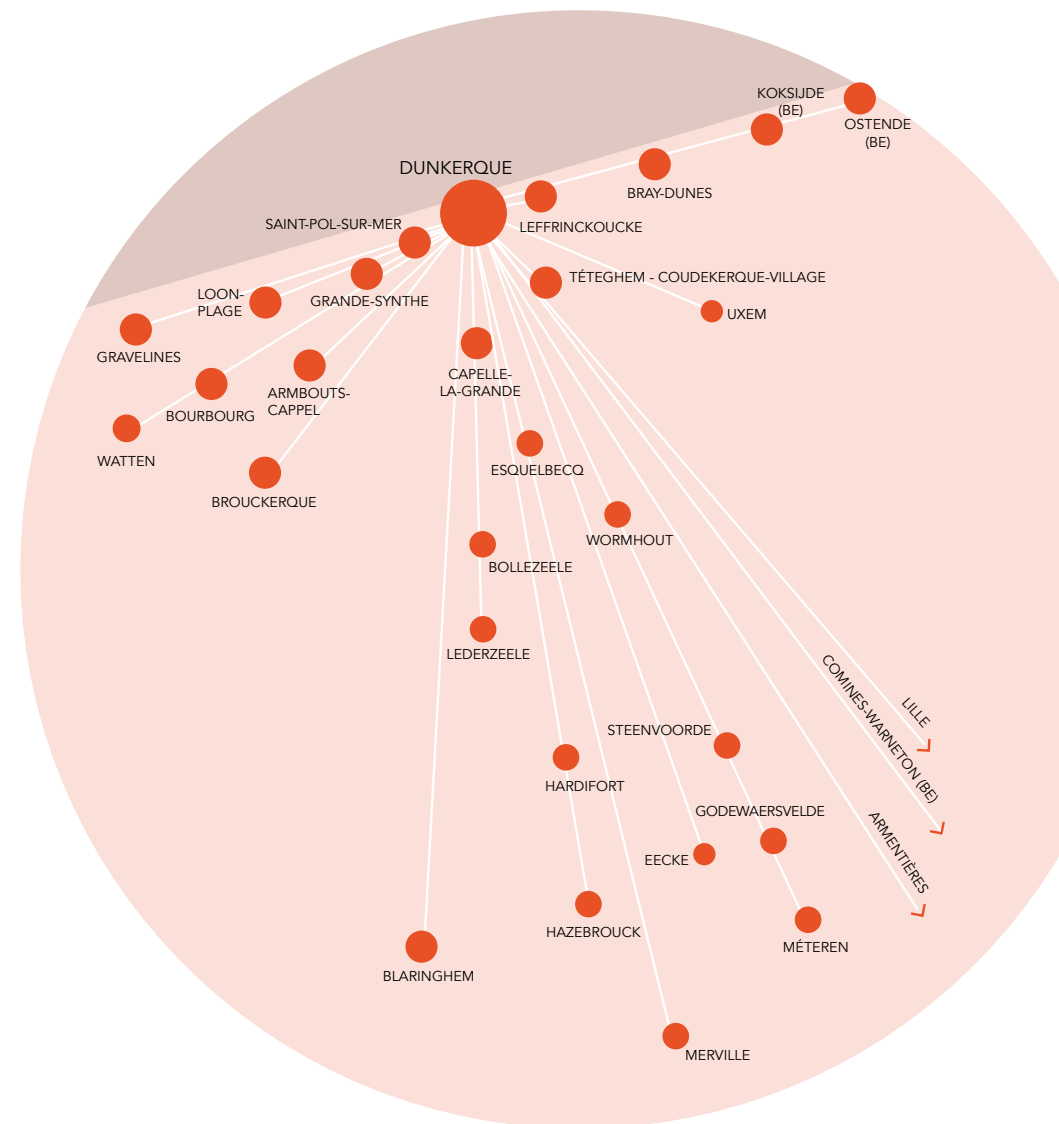 KOKSIJDE
(BE)
OSTENDE
(BE)
DUNKERQUE
BRAY-DUNES
SAINT-POL-SUR-MER
LEFFRINCKOUCKE
TÉTEGHEM - COUDEKERQUE-VILLAGE
LOON-
PLAGE
GRANDE-SYNTHE
UXEM
GRAVELINES
CAPELLE-
LA-GRANDE
ARMBOUTS-
CAPPEL
BOURBOURG
WATTEN
ESQUELBECQ
BROUCKERQUE
WORMHOUT
BOLLEZEELE
LEDERZEELE
LILLE
COMINES-WARNETON (BE)
STEENVOORDE
HARDIFORT
GODEWAERSVELDE
ARMENTIÈRES
EECKE
HAZEBROUCK
MÉTEREN
BLARINGHEM
MERVILLE